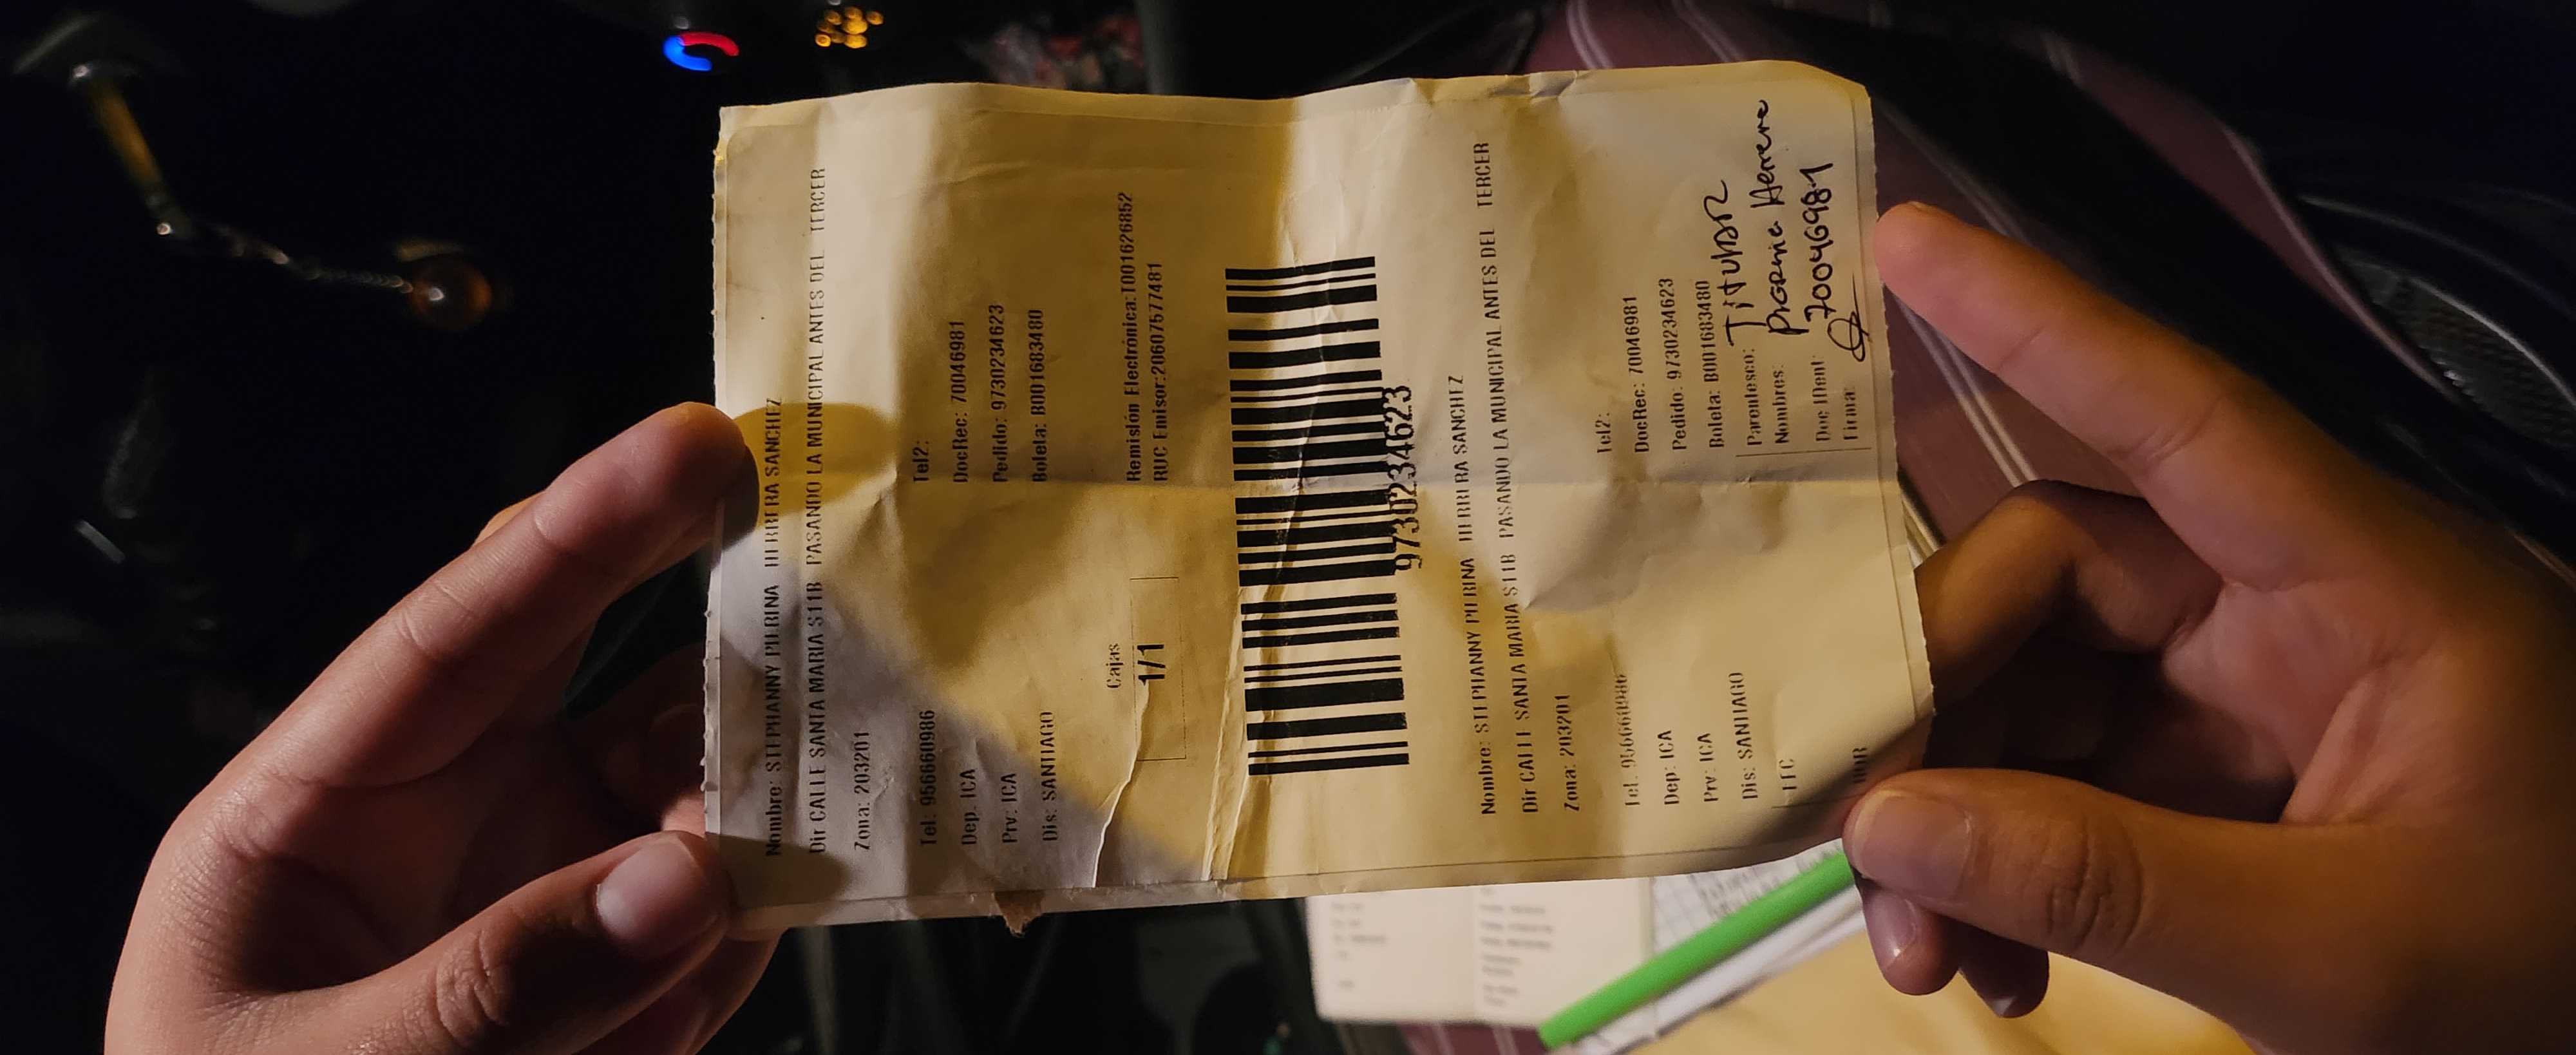 Nombre: STEPHANNY PIERINA HERRERA SANCHEZ
Dir CALLE SANTA MARIA S11B PASANDO LA MUNICIPAL ANTES DEL TERCER
Zona: 203201
Tel: 956660986 Tel2:
Dep. ICA DocRec: 70046981
Prv: ICA Pedido: 9730234623
Dis: SANTIAGO Boleta: B001683480
Cajas Remisión Electrónica:T001626852
1/1 RUC Emisor:20607577481
9730234623
Nombre: STEPHANNY PIERINA HERRERA SANCHEZ
Dir CALLE SANTA MARIA S11B PASANDO LA MUNICIPAL ANTES DEL TERCER
Zona: 203201
Tel. 956660986 Tel2:
Dep: ICA DocRec: 70046981
Prv: ICA Pedido: 9730234623
Dis: SANTIAGO Boleta: B001683480
Parentesco: Titular
Nombres: Pierina Herrera
Doc IDent: 70046981
Firma: